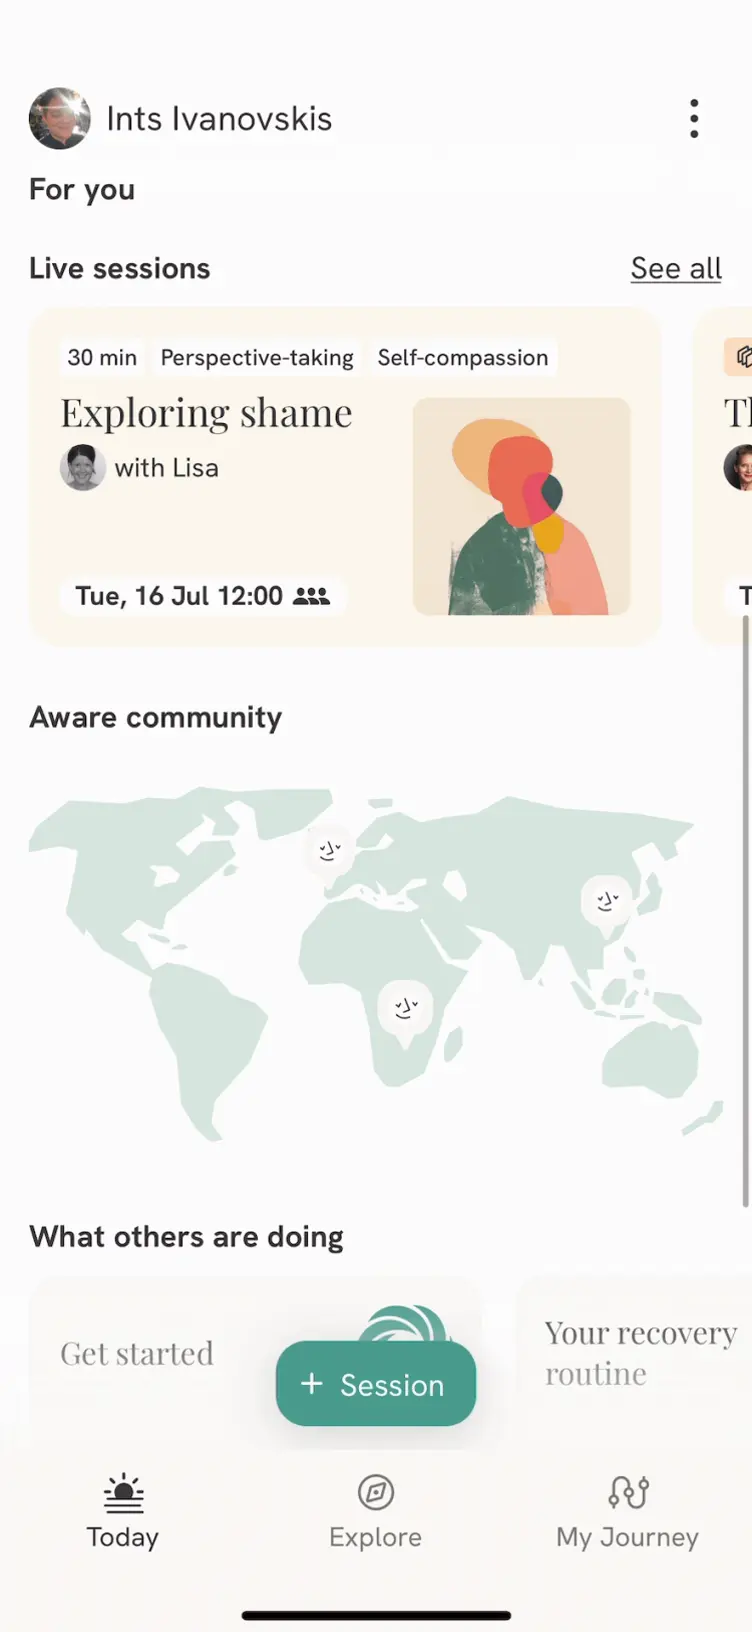 Ints Ivanovskis
For you
Live sessions
See all
30 min Perspective-taking Self-compassion
Exploring shame
with Lisa
Tue, 16 Jul 12:00
Aware community
What others are doing
Get started
Your recovery
routine
+ Session
Today
Explore
My Journey